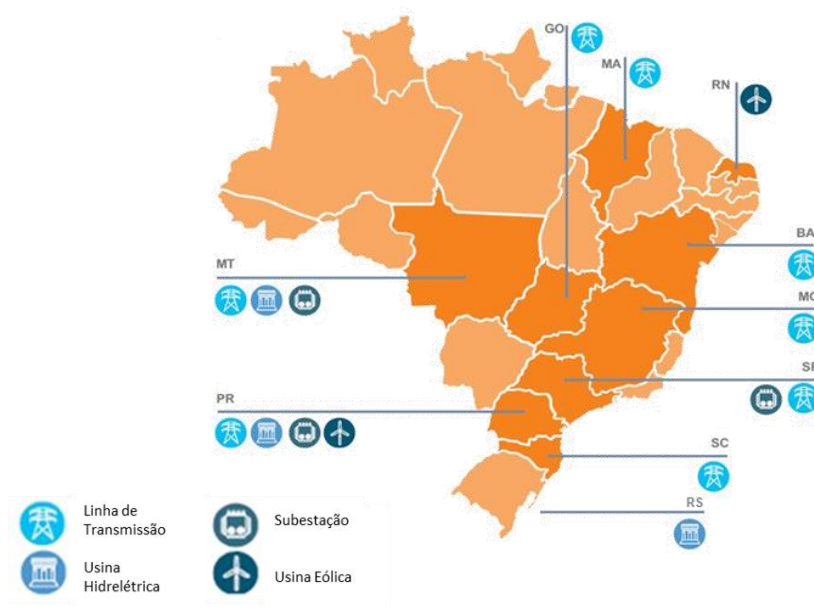 GO
MA
RN
BA
MG
MT
SP
PR
SC
RS
Linha de
Transmissão
Subestação
Usina
Hidrelétrica
Usina Eólica